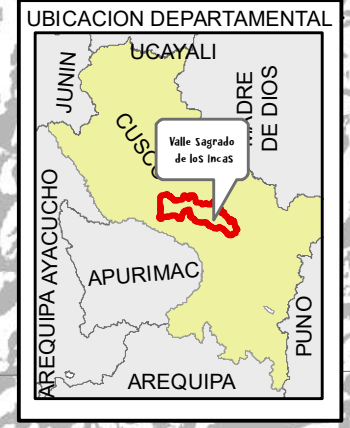 UBICACION DEPARTAMENTAL
UCAYALI
JUNIN
MADRE
DE DIOS
CUSCO
Valle Sagrado
de los Incas
AYACUCHO
APURIMAC
AREQUIPA
PUNO
AREQUIPA